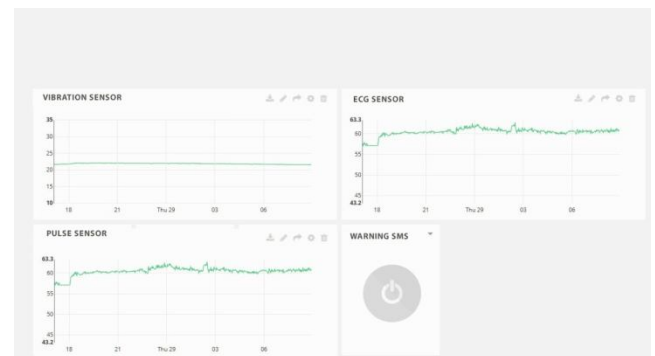 VIBRATION SENSOR
35
30
25
20
15
10
18 21 Thu 29 03 06
ECG SENSOR
63.3
60
55
50
45
43.2
18 21 Thu 29 03 06
PULSE SENSOR
63.3
60
55
50
45
43.2
18 21 Thu 29 03 06
WARNING SMS